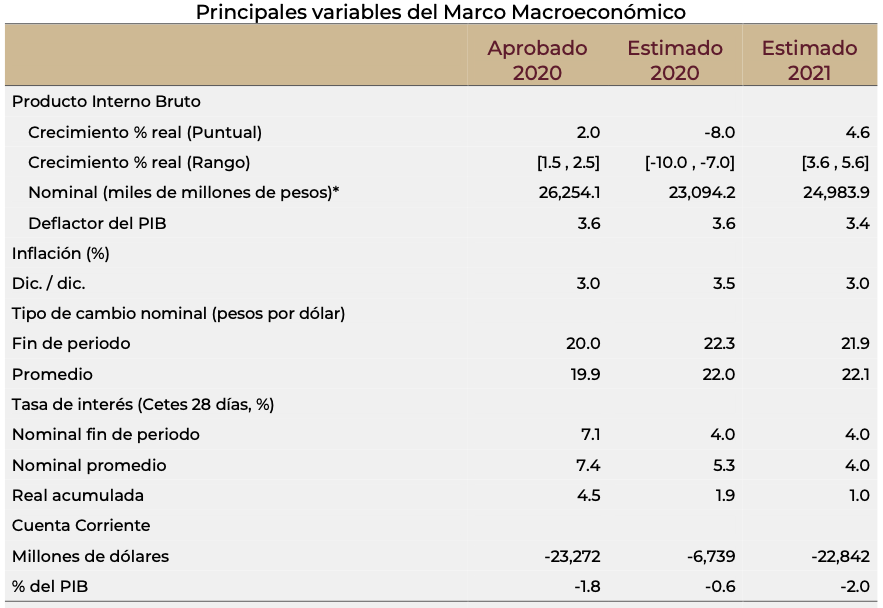 Principales variables del Marco Macroeconómico
Aprobado Estimado Estimado
2020 2020 2021
Producto Interno Bruto
Crecimiento % real (Puntual) 2.0 -8.0 4.6
Crecimiento % real (Rango) [1.5 , 2.5] [-10.0 , -7.0] [3.6 , 5.6]
Nominal (miles de millones de pesos)* 26,254.1 23,094.2 24,983.9
Deflactor del PIB 3.6 3.6 3.4
Inflación (%)
Dic. / dic. 3.0 3.5 3.0
Tipo de cambio nominal (pesos por dólar)
Fin de periodo 20.0 22.3 21.9
Promedio 19.9 22.0 22.1
Tasa de interés (Cetes 28 días, %)
Nominal fin de periodo 7.1 4.0 4.0
Nominal promedio 7.4 5.3 4.0
Real acumulada 4.5 1.9 1.0
Cuenta Corriente
Millones de dólares -23,272 -6,739 -22,842
% del PIB -1.8 -0.6 -2.0